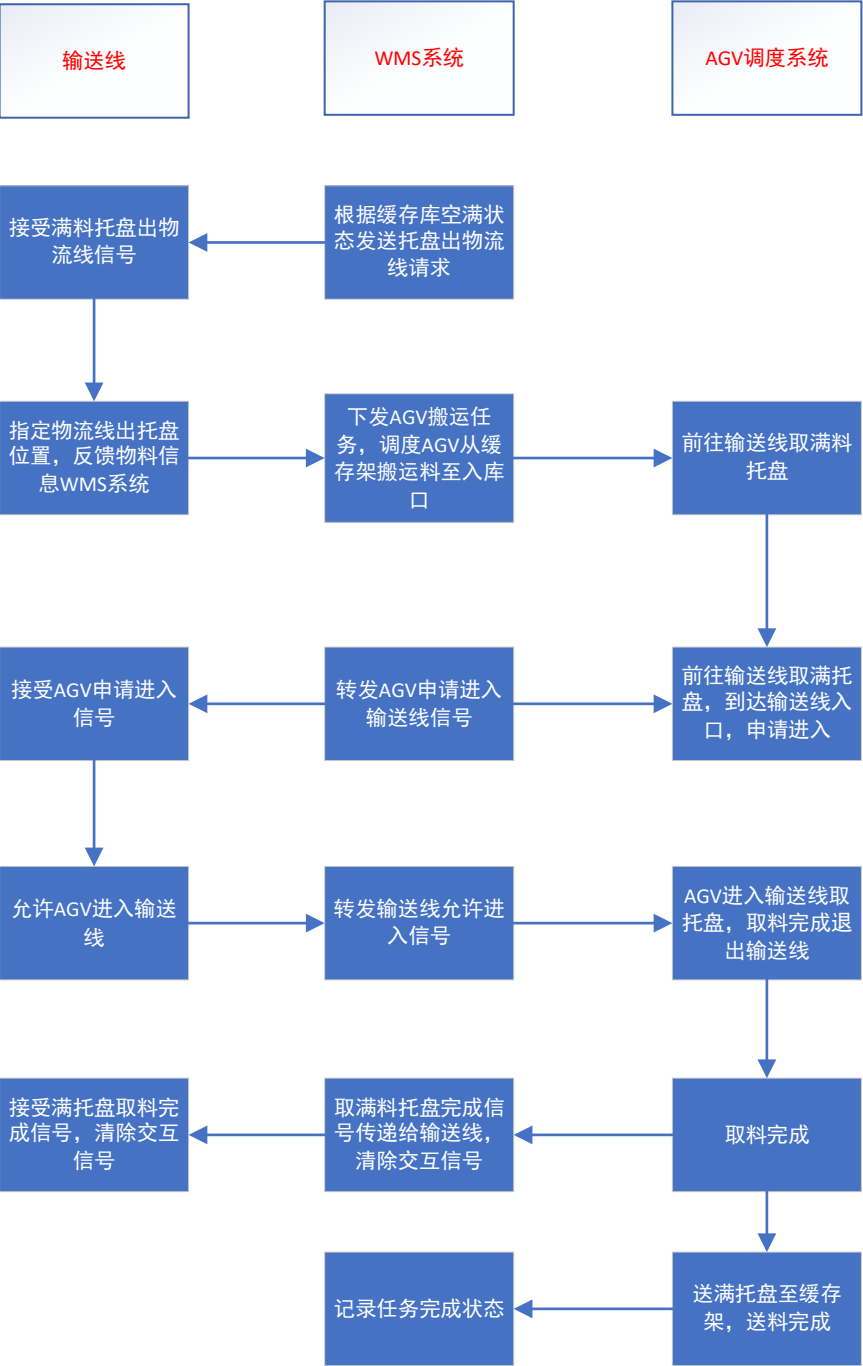 输送线
WMS系统
AGV调度系统
接受满料托盘出物
流线信号
根据缓存库空满状
态发送托盘出物流
线请求
指定物流线出托盘
位置，反馈物料信
息WMS系统
下发AGV搬运任
务，调度AGV从缓
存架搬运料至入库
口
前往输送线取满料
托盘
接受AGV申请进入
信号
转发AGV申请进入
输送线信号
前往输送线取满托
盘，到达输送线入
口，申请进入
允许AGV进入输送
线
转发输送线允许进
入信号
AGV进入输送线取
托盘，取料完成退
出输送线
接受满托盘取料完
成信号，清除交互
信号
取满料托盘完成信
号传递给输送线，
清除交互信号
取料完成
记录任务完成状态
送满托盘至缓存
架，送料完成